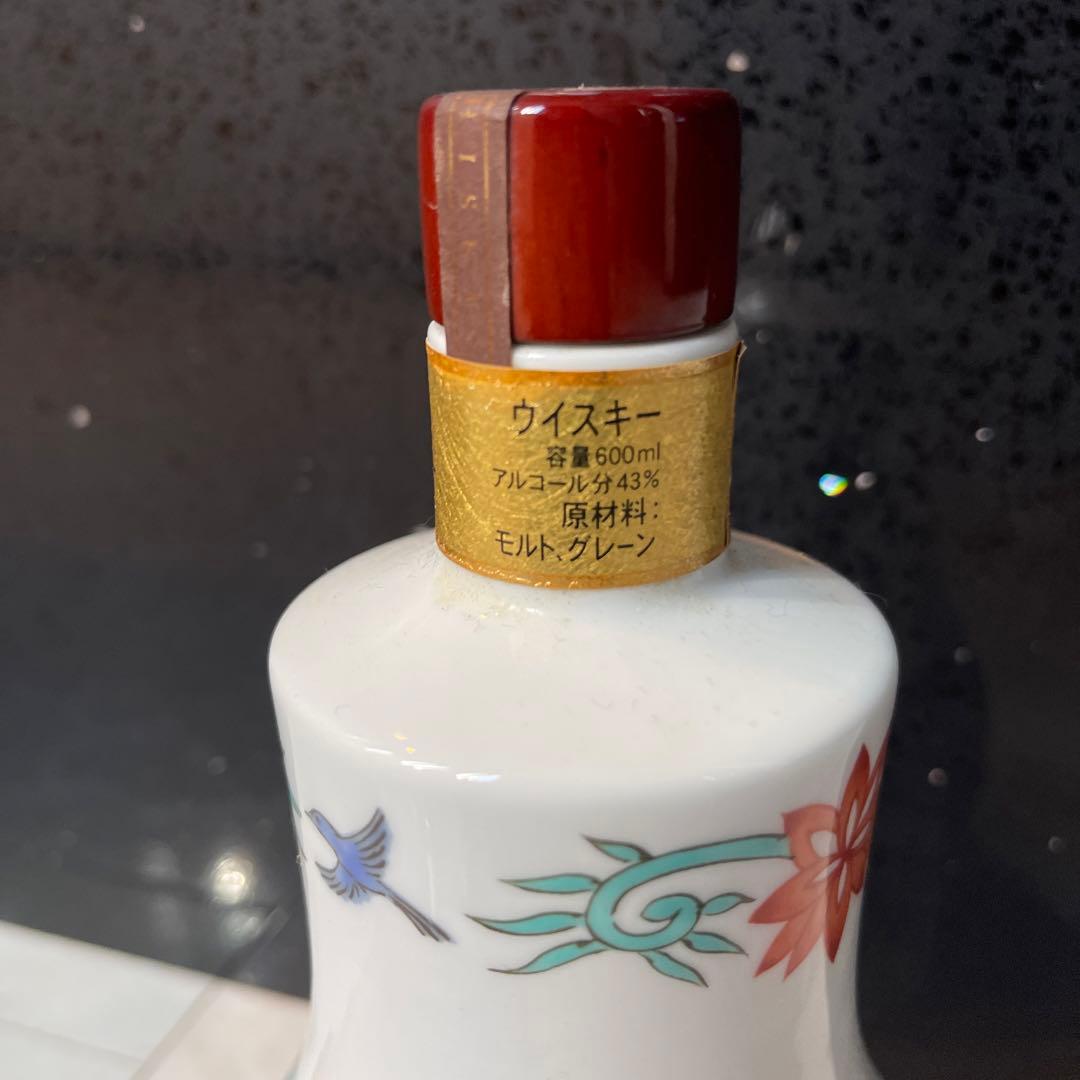 ウイスキー
容量600ml
アルコール分43%
原材料:
モルト、グレーン